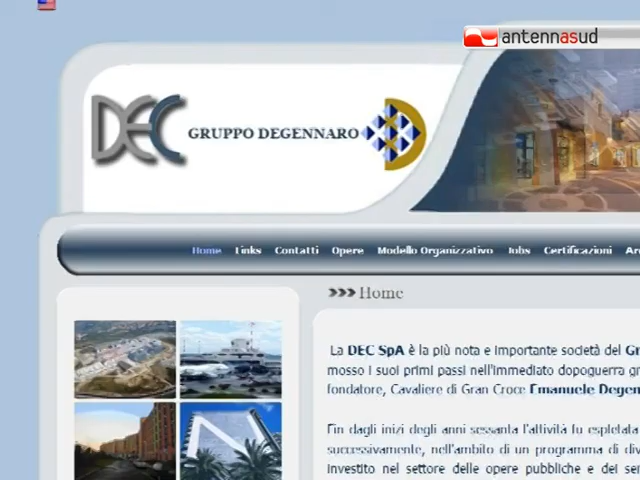 antennasud
DEC GRUPPO DEGENNARO
Home Links Contatti Opere Modello Organizzativo Jobs Certificazioni
>>> Home
La DEC SpA è la più nota e importante società del
mosso i suoi primi passi nell'immediato dopoguerra
fondatore, Cavaliere di Gran Croce Emanuele
Fin dagli inizi degli anni sessanta l'attività fu espletata
successivamente, nell'ambito di un programma di
investito nel settore delle opere pubbliche e dei